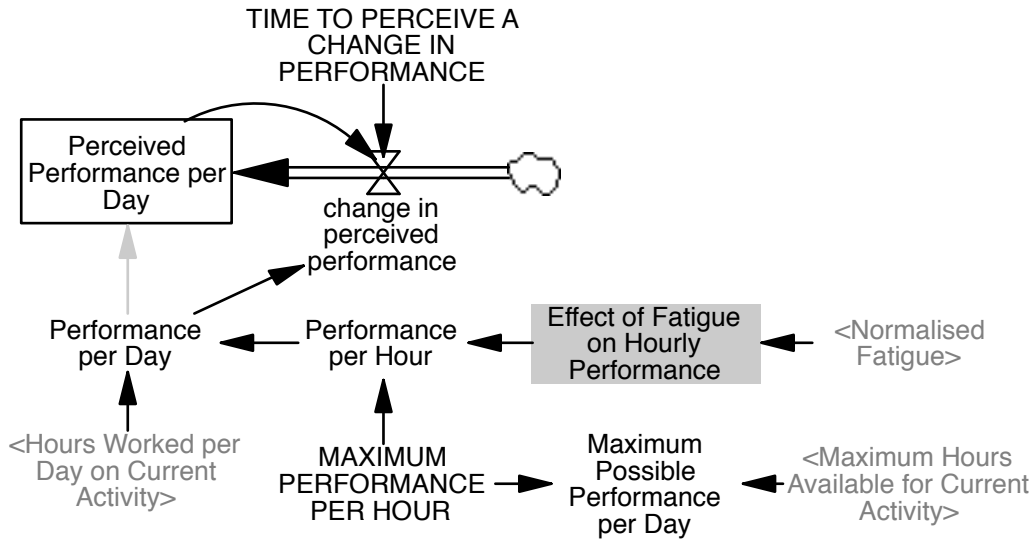 TIME TO PERCEIVE A
CHANGE IN
PERFORMANCE
Perceived
Performance per
Day
change in
perceived
performance
Performance
per Day
Performance
per Hour
Effect of Fatigue
on Hourly
Performance
<Normalised
Fatigue>
<Hours Worked per
Day on Current
Activity>
MAXIMUM
PERFORMANCE
PER HOUR
Maximum
Possible
Performance
per Day
<Maximum Hours
Available for Current
Activity>